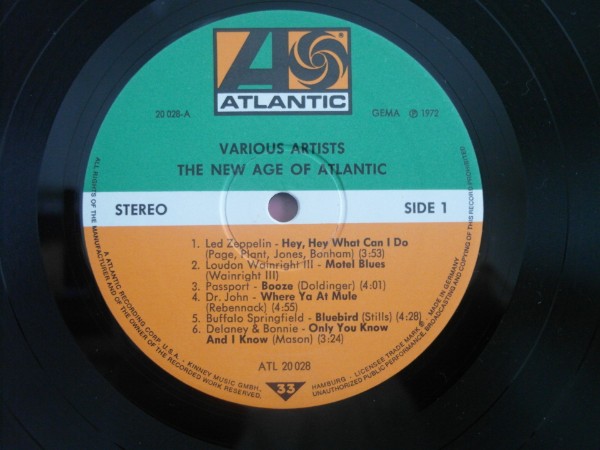 ATLANTIC
20 028-A
GEMA ℗ 1972
VARIOUS ARTISTS
THE NEW AGE OF ATLANTIC
STEREO
SIDE 1
1. Led Zeppelin - Hey, Hey What Can I Do
(Page, Plant, Jones, Bonham) (3:53)
2. Loudon Wainright III - Motel Blues
(Wainright III)
3. Passport - Booze (Doldinger) (4:01)
4. Dr. John - Where Ya At Mule
(Rebennack) (4:55)
5. Buffalo Springfield - Bluebird (Stills) (4:28)
6. Delaney & Bonnie - Only You Know
And I Know (Mason) (3:24)
ATL 20 028
33
ALL RIGHTS OF THE MANUFACTURER AND OF THE OWNER OF THE RECORDED WORK RESERVED.
A ATLANTIC RECORDING CORP. U.S.A. - KINNEY MUSIC GMBH,
HAMBURG - LICENSEE TRADE MARK ® - MADE IN GERMANY
UNAUTHORIZED PUBLIC PERFORMANCE, BROADCASTING AND COPYING OF THIS RECORD PROHIBITED